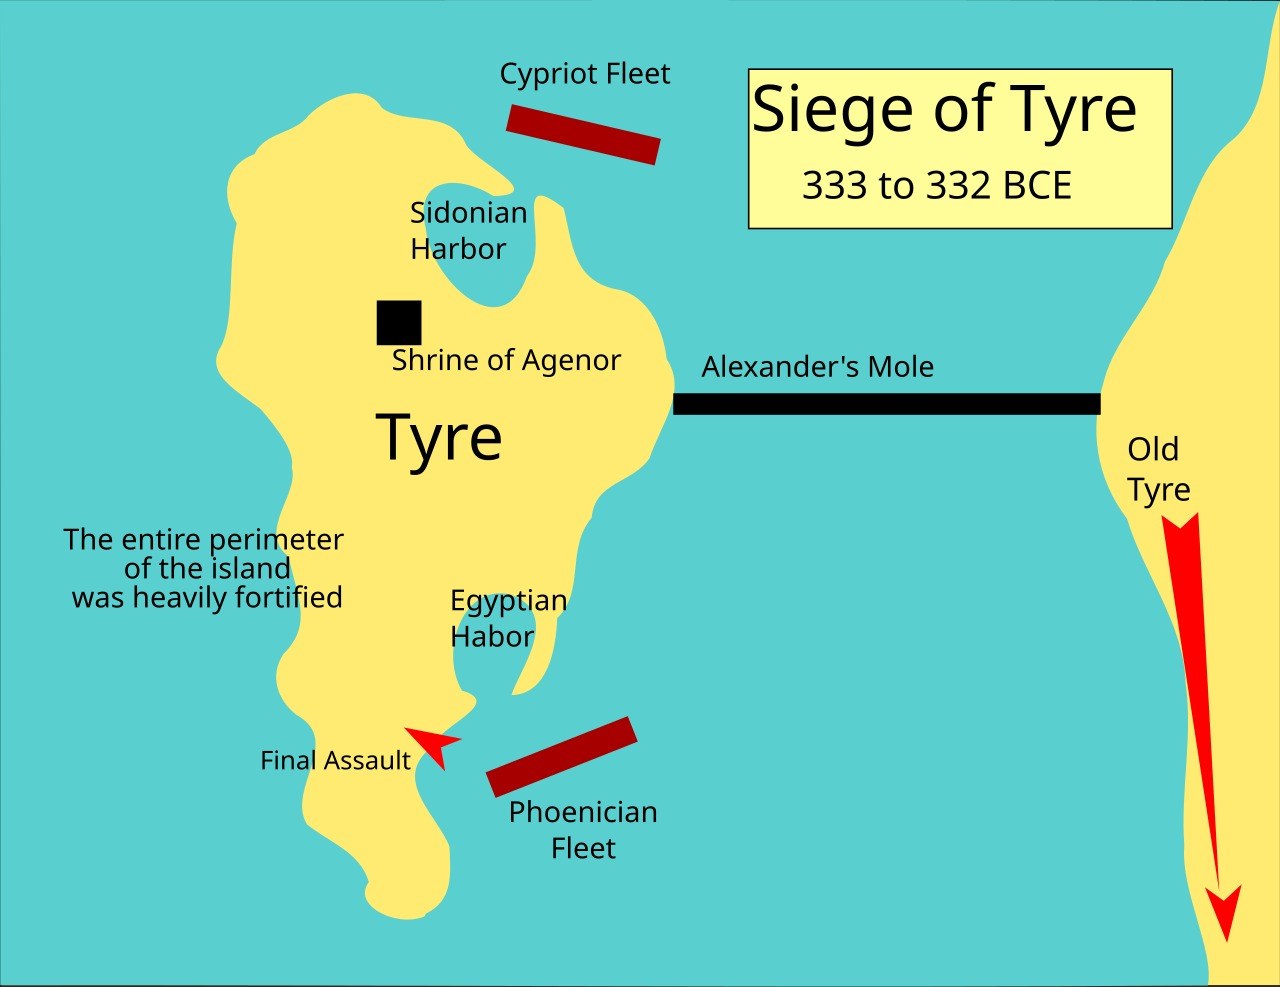 Cypriot Fleet
Siege of Tyre
333 to 332 BCE
Sidonian
Harbor
Shrine of Agenor
Alexander's Mole
Tyre
Old
Tyre
The entire perimeter
of the island
was heavily fortified
Egyptian
Habor
Final Assault
Phoenician
Fleet